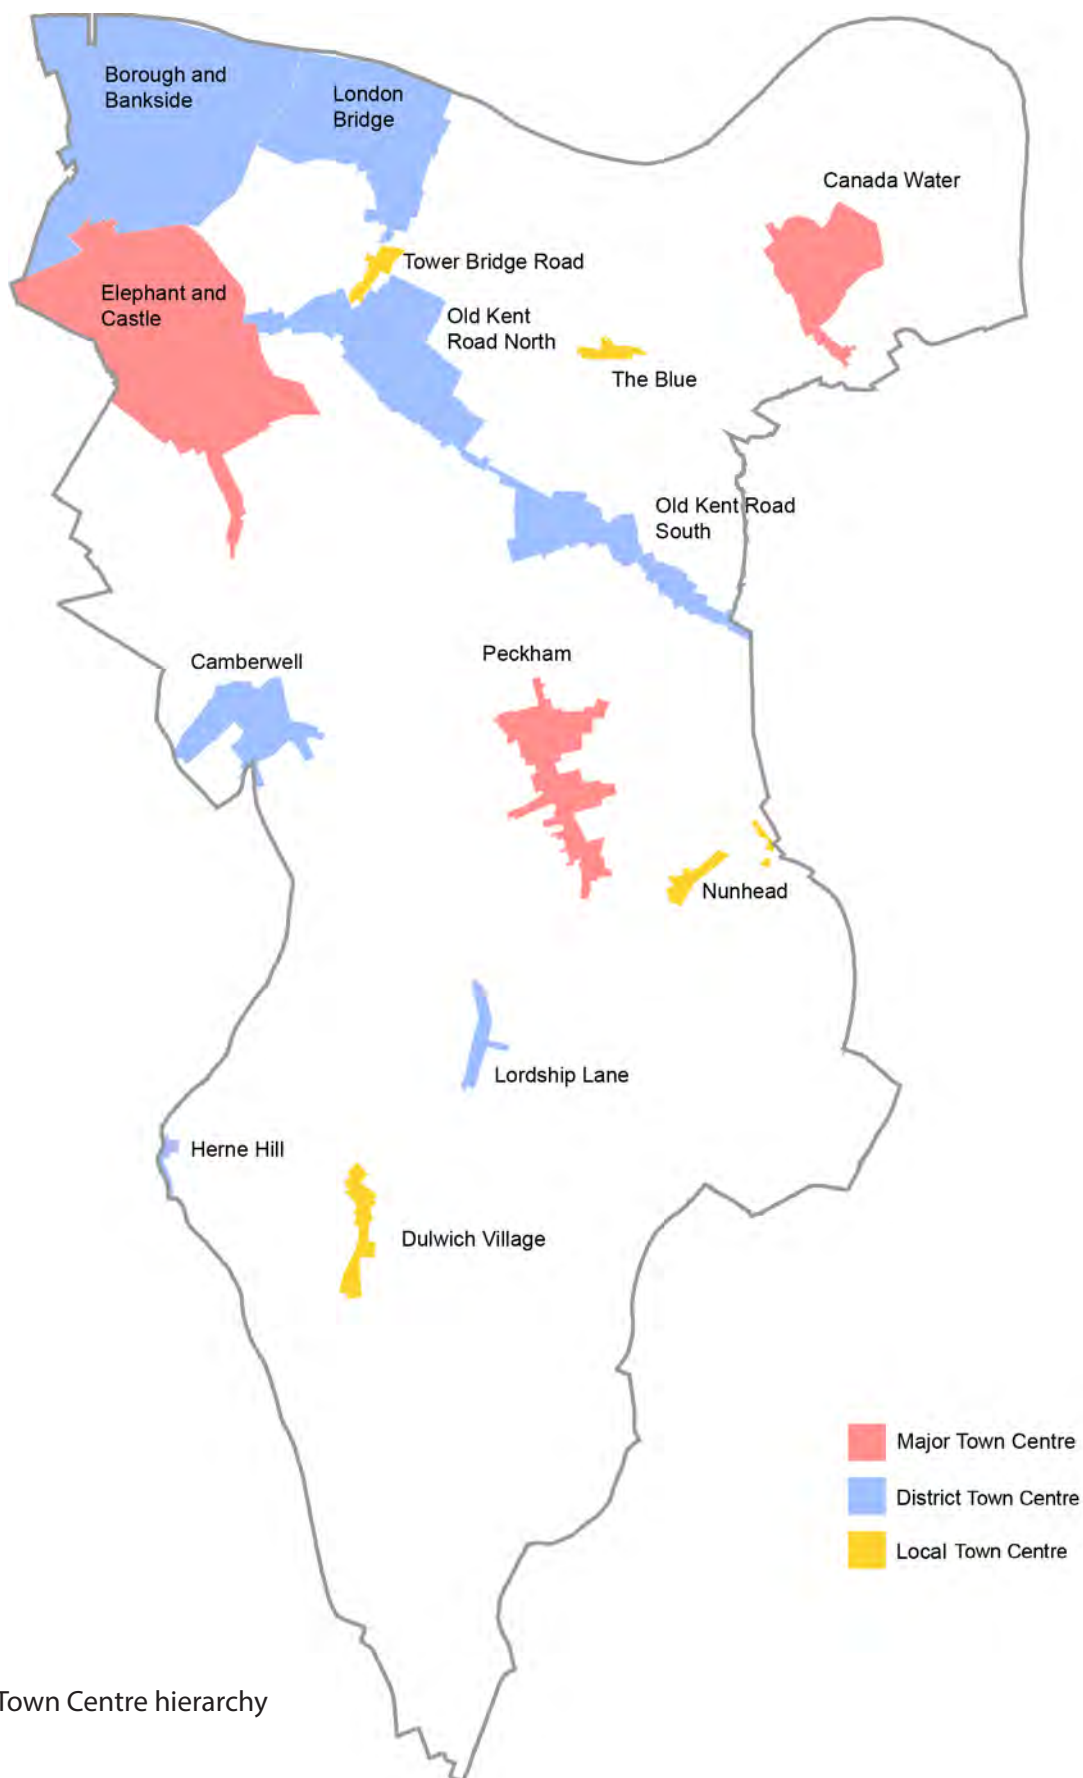 Borough and
Bankside
London
Bridge
Canada Water
Tower Bridge Road
Elephant and
Castle
Old Kent
Road North
The Blue
Old Kent Road
South
Camberwell
Peckham
Nunhead
Lordship Lane
Herne Hill
Dulwich Village
Major Town Centre
District Town Centre
Local Town Centre
Town Centre hierarchy